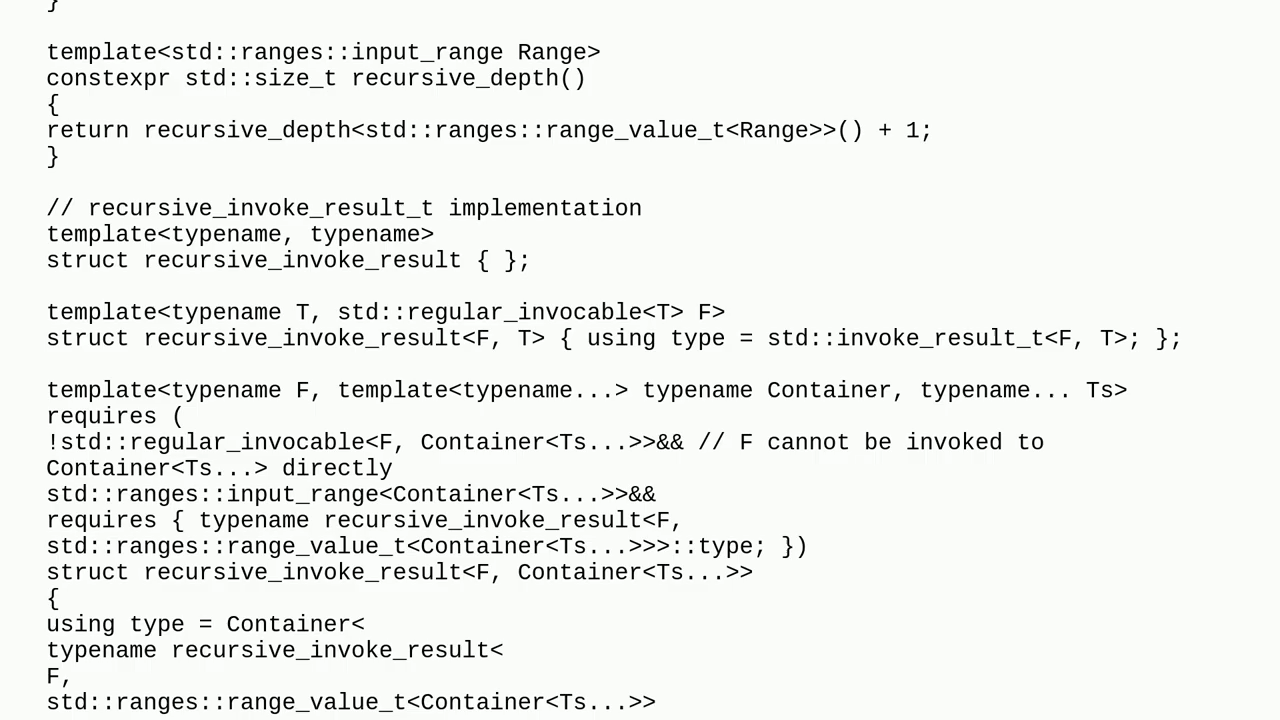 }
template<std::ranges::input_range Range>
constexpr std::size_t recursive_depth()
{
return recursive_depth<std::ranges::range_value_t<Range>>() + 1;
}
// recursive_invoke_result_t implementation
template<typename, typename>
struct recursive_invoke_result { };
template<typename T, std::regular_invocable<T> F>
struct recursive_invoke_result<F, T> { using type = std::invoke_result_t<F, T>; };
template<typename F, template<typename...> typename Container, typename... Ts>
requires (
!std::regular_invocable<F, Container<Ts...>>&& // F cannot be invoked to
Container<Ts...> directly
std::ranges::input_range<Container<Ts...>>&&
requires { typename recursive_invoke_result<F,
std::ranges::range_value_t<Container<Ts...>>>::type; })
struct recursive_invoke_result<F, Container<Ts...>>
{
using type = Container<
typename recursive_invoke_result<
F,
std::ranges::range_value_t<Container<Ts...>>